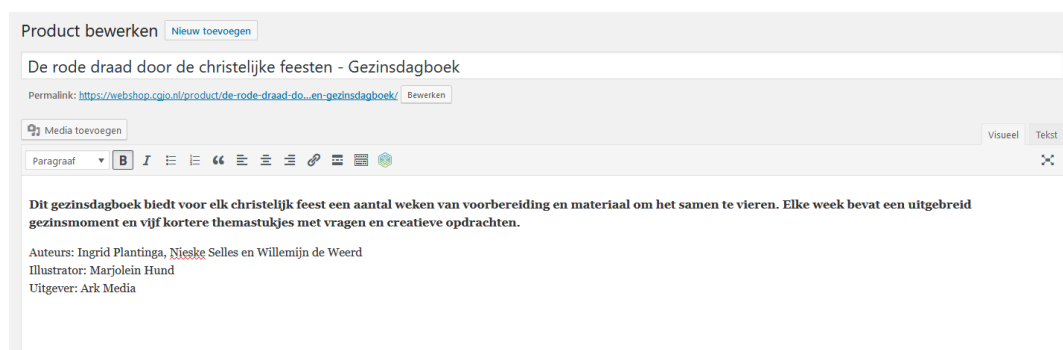 Product bewerken Nieuw toevoegen
De rode draad door de christelijke feesten - Gezinsdagboek
Permalink: https://webshop.cgjo.nl/product/de-rode-draad-do...en-gezinsdagboek/ Bewerken
Media toevoegen
Visueel Tekst
Paragraaf B I
Dit gezinsdagboek biedt voor elk christelijk feest een aantal weken van voorbereiding en materiaal om het samen te vieren. Elke week bevat een uitgebreid
gezinsmoment en vijf kortere themastukjes met vragen en creatieve opdrachten.
Auteurs: Ingrid Plantinga, Nieske Selles en Willemijn de Weerd
Illustrator: Marjolein Hund
Uitgever: Ark Media